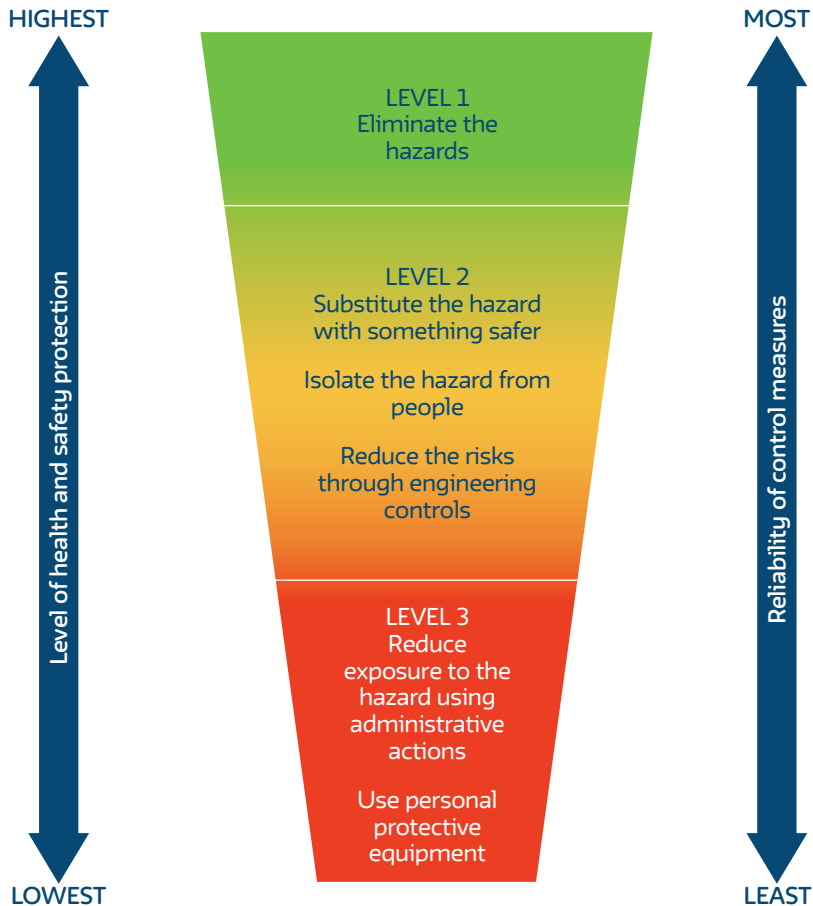 HIGHEST
MOST
LEVEL 1
Eliminate the
hazards
Level of health and safety protection
LEVEL 2
Substitute the hazard
with something safer
Isolate the hazard from
people
Reduce the risks
through engineering
controls
Reliability of control measures
LEVEL 3
Reduce
exposure to the
hazard using
administrative
actions
Use personal
protective
equipment
LOWEST
LEAST